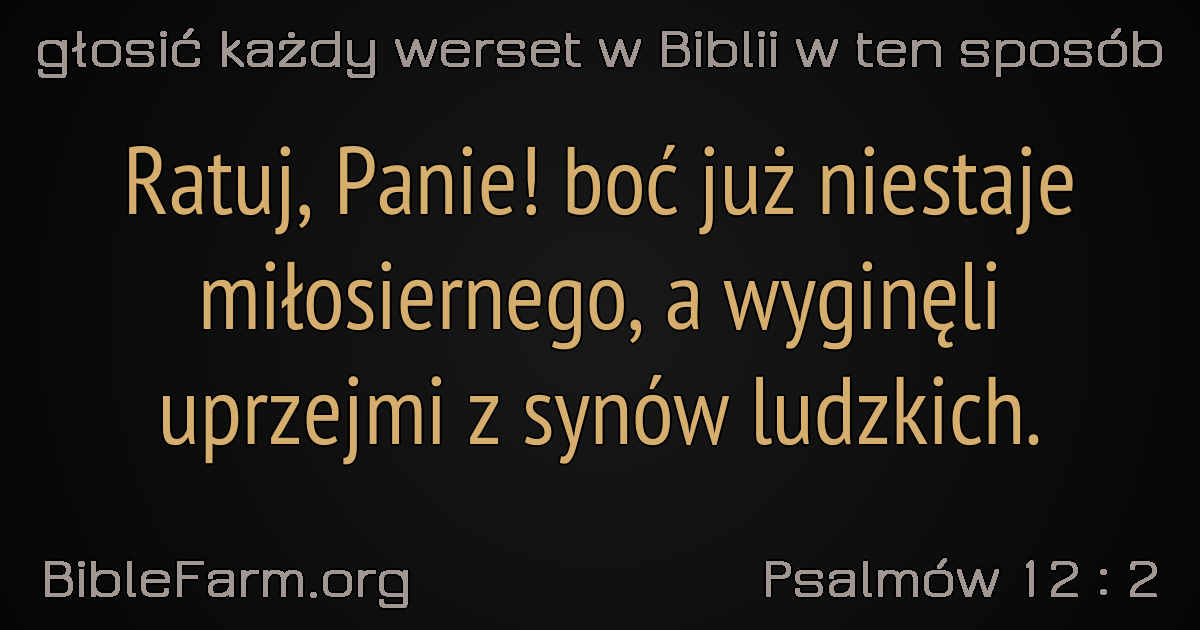 głosić każdy werset w Biblii w ten sposób
Ratuj, Panie! boć już niestaje
miłosiernego, a wyginęli
uprzejmi z synów ludzkich.
BibleFarm.org
Psalmów 12 : 2